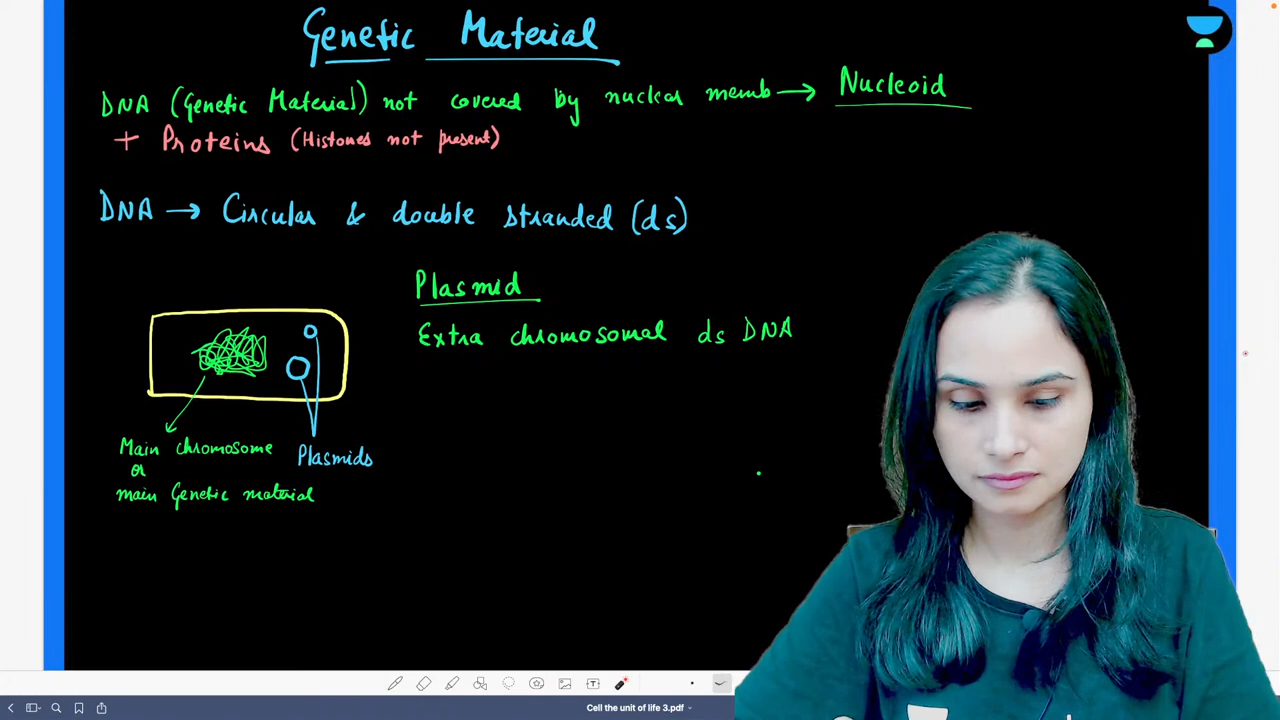 Genetic Material
DNA (Genetic Material) not covered by nuclear memb → Nucleoid
+ Proteins (Histones not present)
DNA → Circular & double stranded (ds)
Plasmid
Extra chromosomal ds DNA
Main chromosome
or
main Genetic material
Plasmids
Cell the unit of life 3.pdf